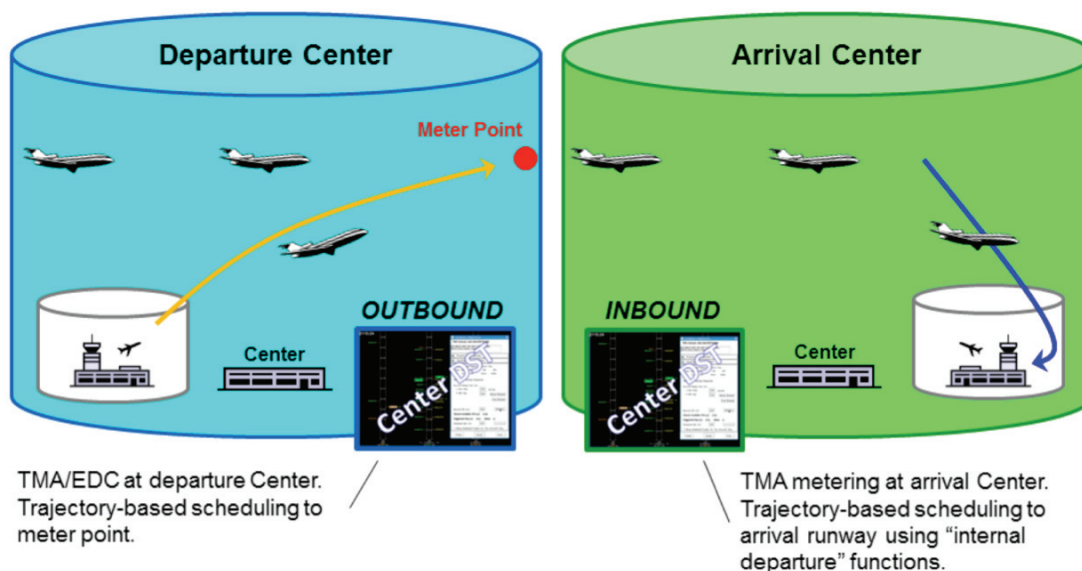 Departure Center
Arrival Center
Meter Point
OUTBOUND
INBOUND
Center
Center
Center DST
Center DST
TMA/EDC at departure Center.
Trajectory-based scheduling to
meter point.
TMA metering at arrival Center.
Trajectory-based scheduling to
arrival runway using “internal
departure” functions.